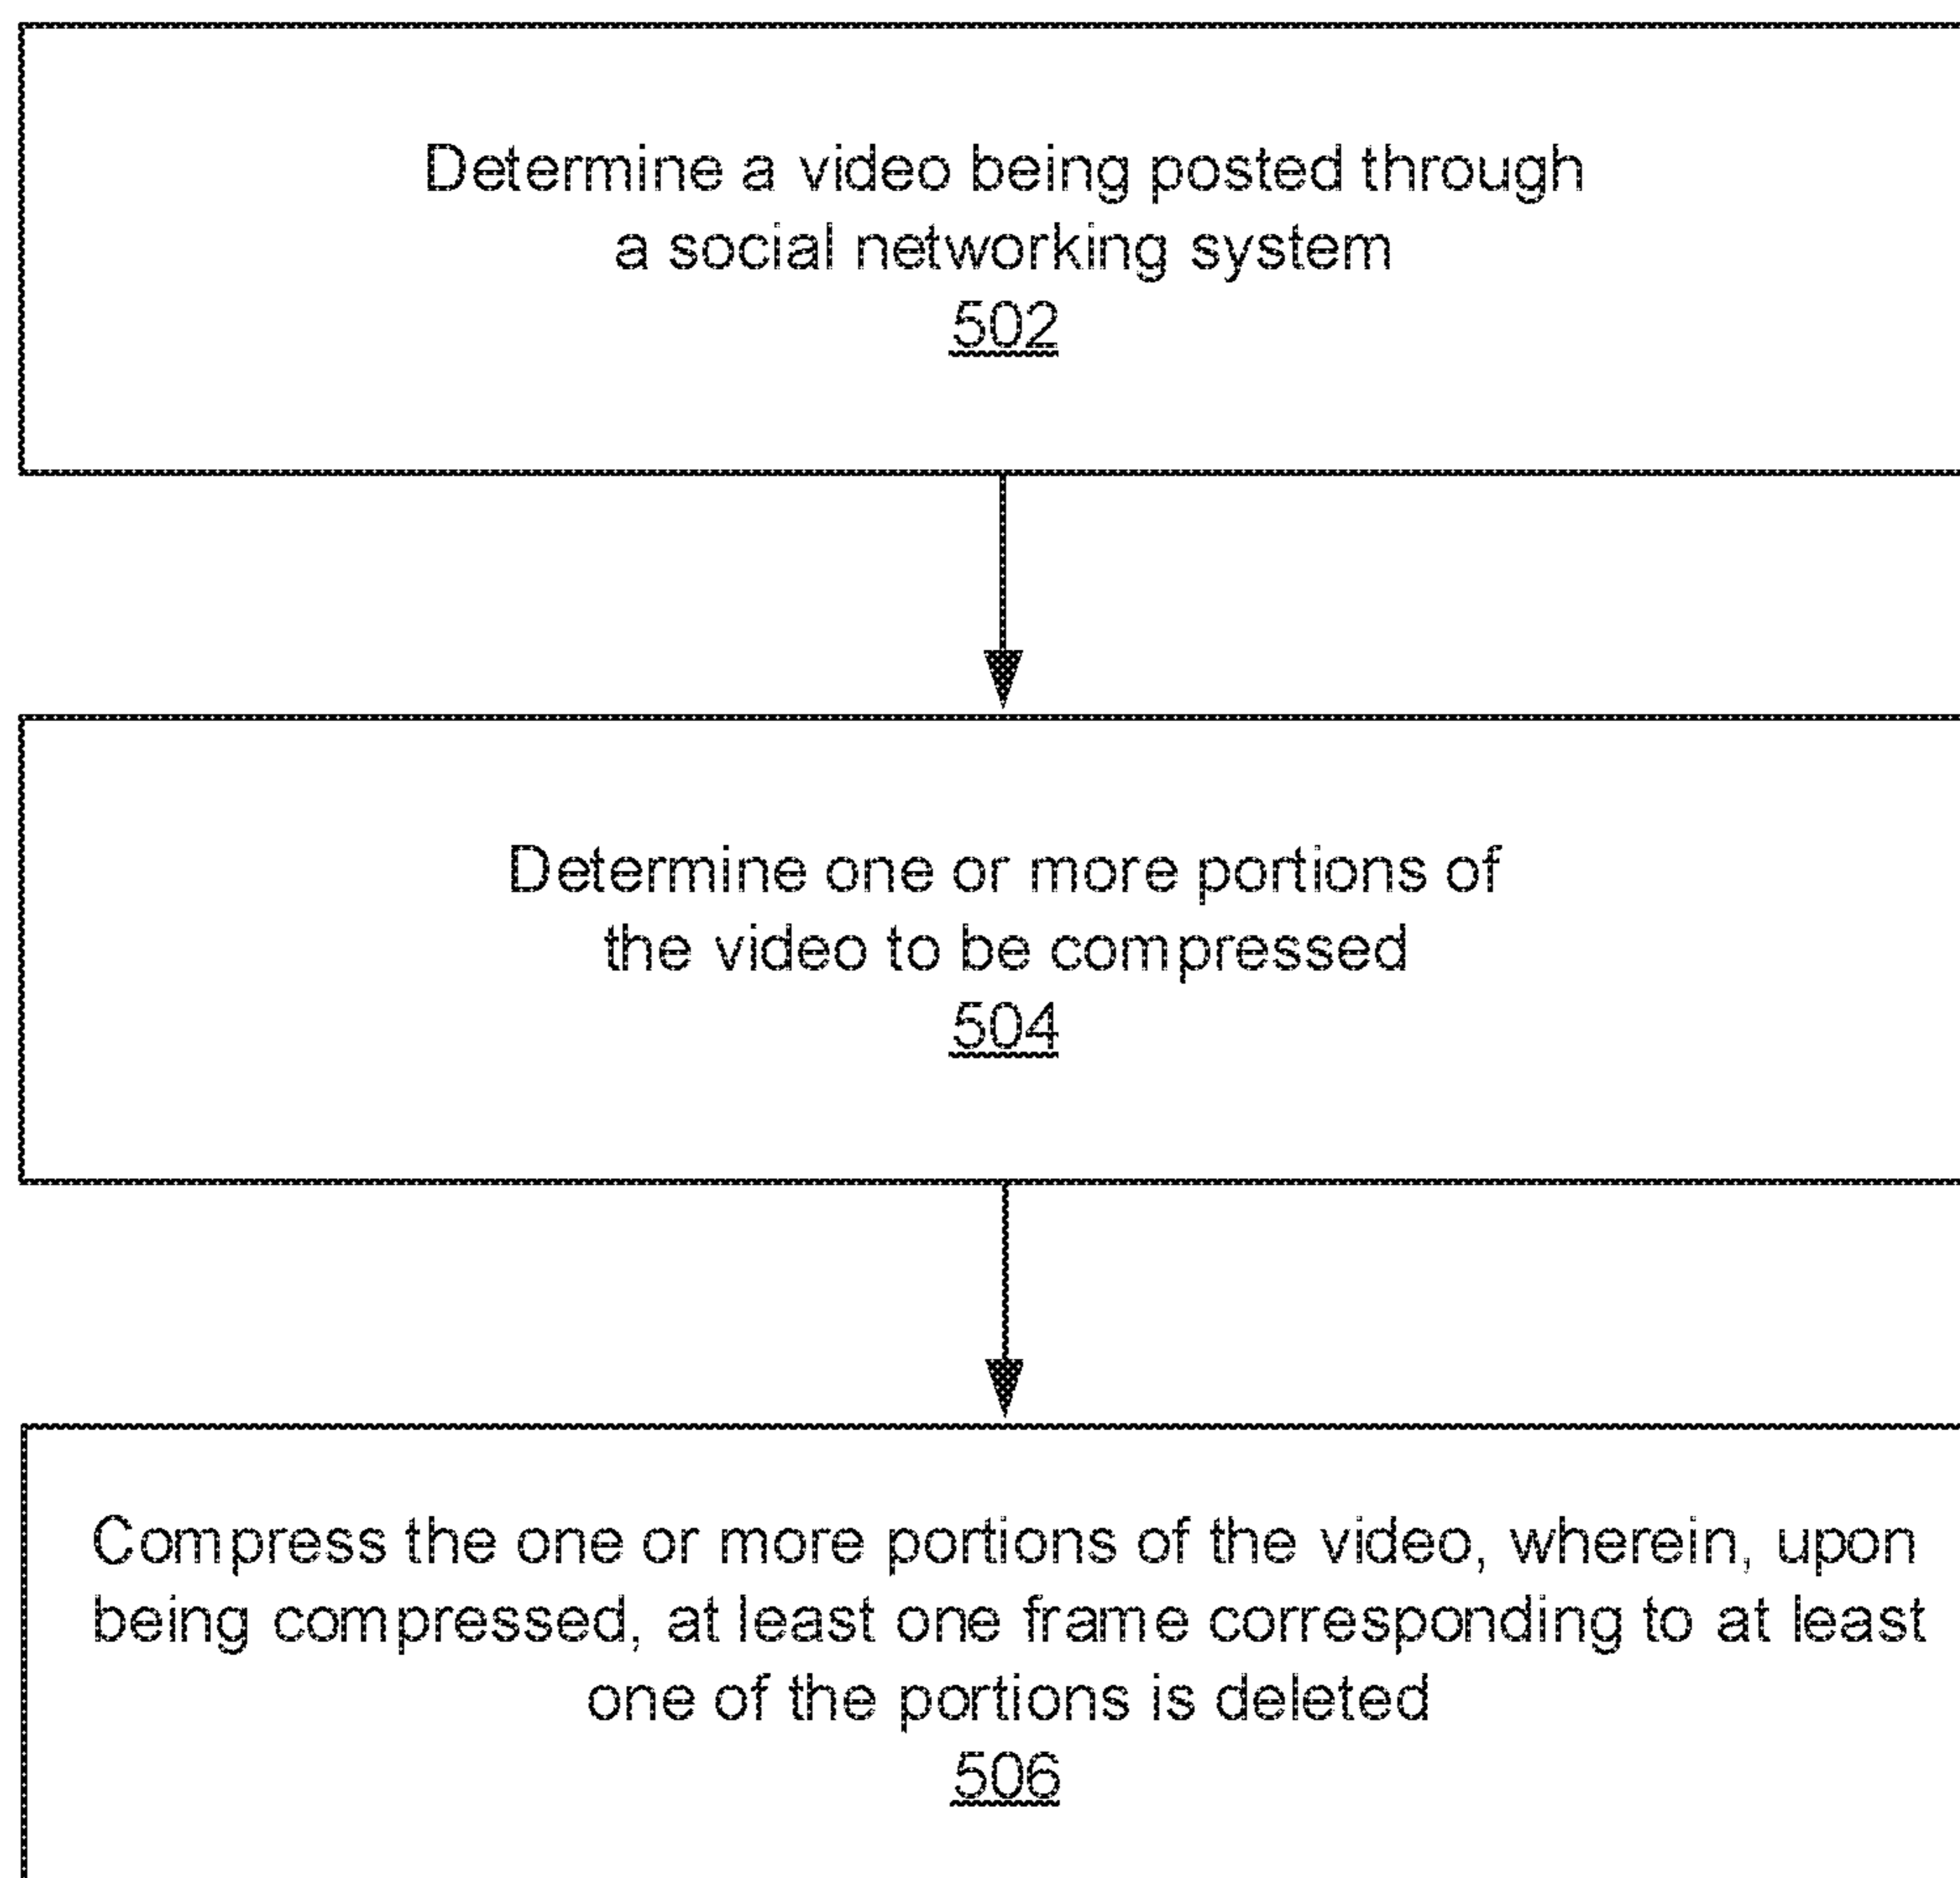 Determine a video being posted through
a social networking system
502
Determine one or more portions of
the video to be compressed
504
Compress the one or more portions of the video, wherein, upon
being compressed, at least one frame corresponding to at least
one of the portions is deleted
506